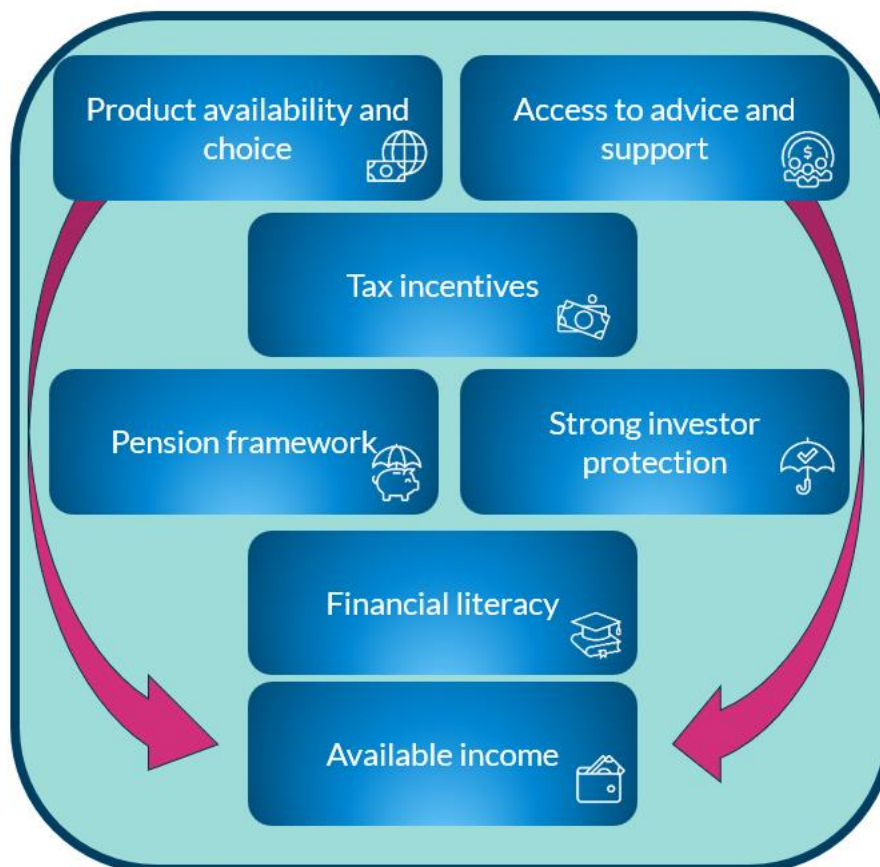 Product availability and
choice
Access to advice and
support
Tax incentives
Pension framework
Strong investor
protection
Financial literacy
Available income